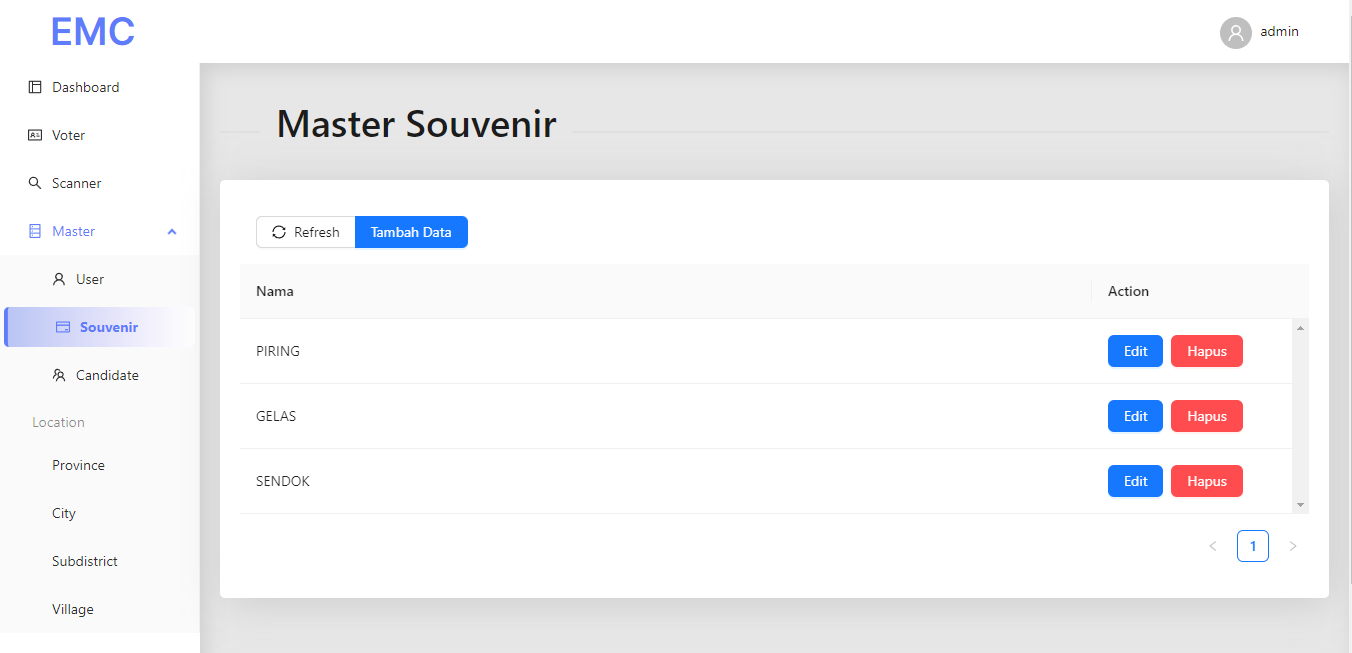 EMC
admin
Dashboard
Voter
Scanner
Master
User
Souvenir
Candidate
Location
Province
City
Subdistrict
Village
Master Souvenir
Refresh Tambah Data
Nama Action
PIRING Edit Hapus
GELAS Edit Hapus
SENDOK Edit Hapus
< 1 >